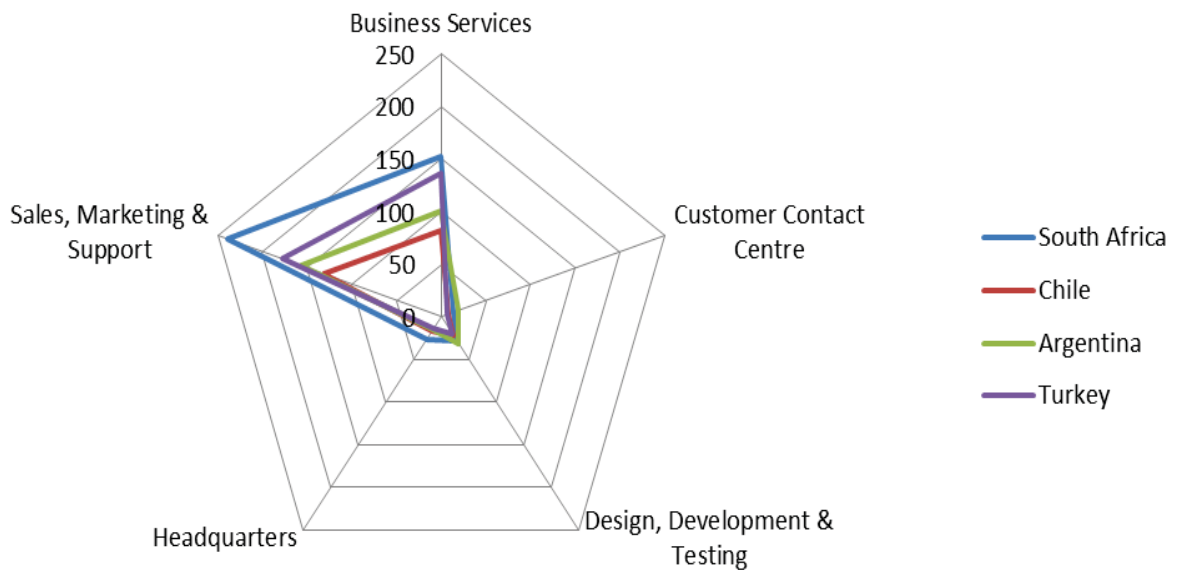 Business Services
250
200
150
100
50
0
Sales, Marketing &
Support
Customer Contact
Centre
Headquarters
Design, Development &
Testing
South Africa
Chile
Argentina
Turkey